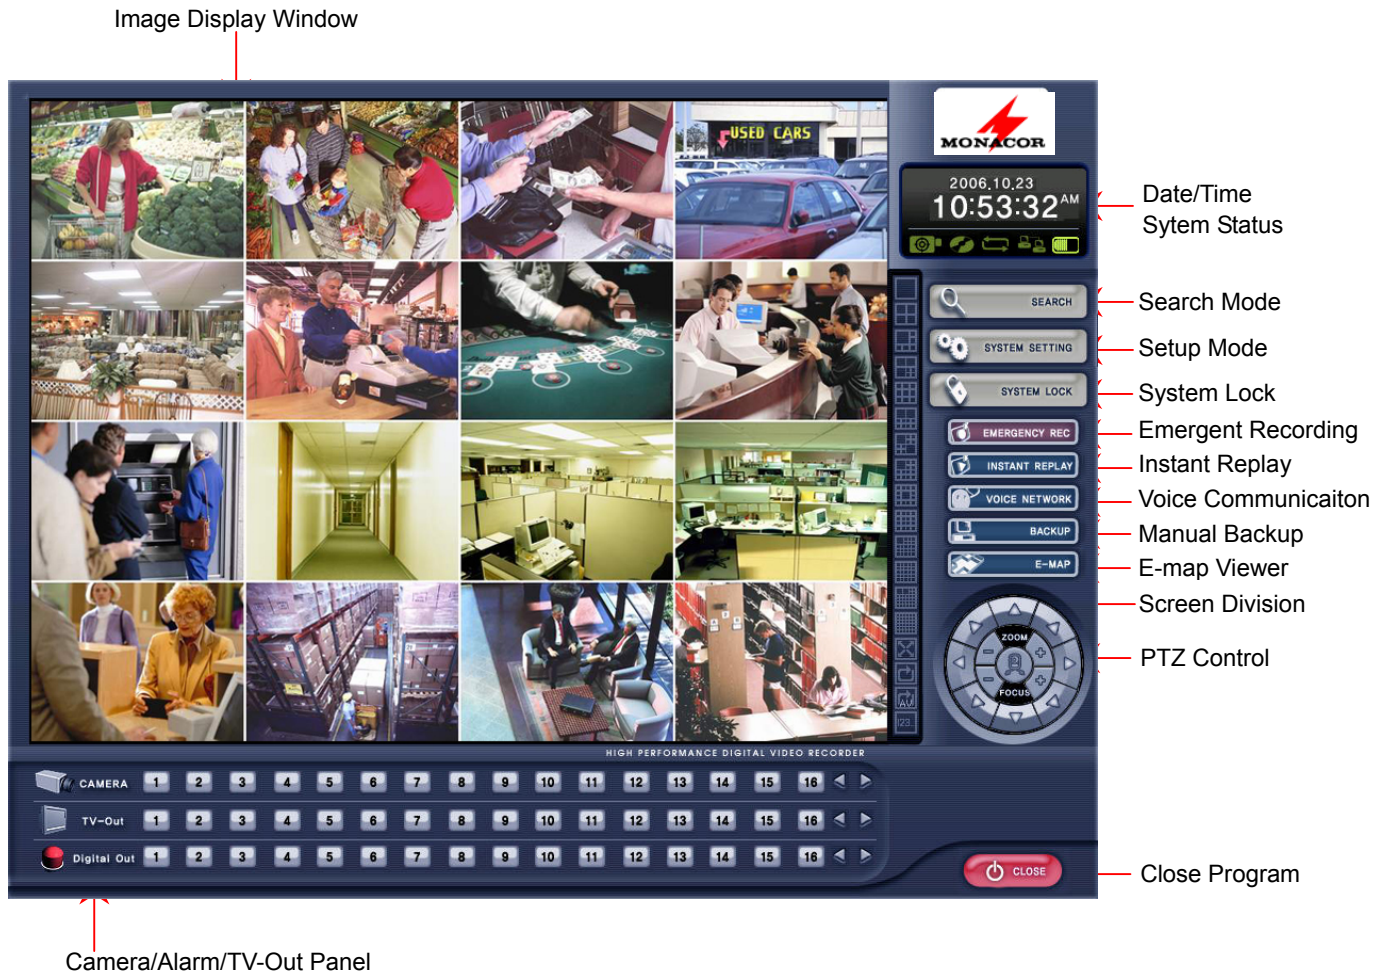 Image Display Window
USED CARS
MONACOR
2006.10.23
10:53:32 AM
Date/Time
Sytem Status
SEARCH
Search Mode
SYSTEM SETTING
Setup Mode
SYSTEM LOCK
System Lock
EMERGENCY REC
Emergent Recording
INSTANT REPLAY
Instant Replay
VOICE NETWORK
Voice Communicaiton
BACKUP
Manual Backup
E-MAP
E-map Viewer
Screen Division
ZOOM
PTZ Control
FOCUS
AU
123..
HIGH PERFORMANCE DIGITAL VIDEO RECORDER
CAMERA 1 2 3 4 5 6 7 8 9 10 11 12 13 14 15 16
TV-Out 1 2 3 4 5 6 7 8 9 10 11 12 13 14 15 16
Digital Out 1 2 3 4 5 6 7 8 9 10 11 12 13 14 15 16
CLOSE
Close Program
Camera/Alarm/TV-Out Panel